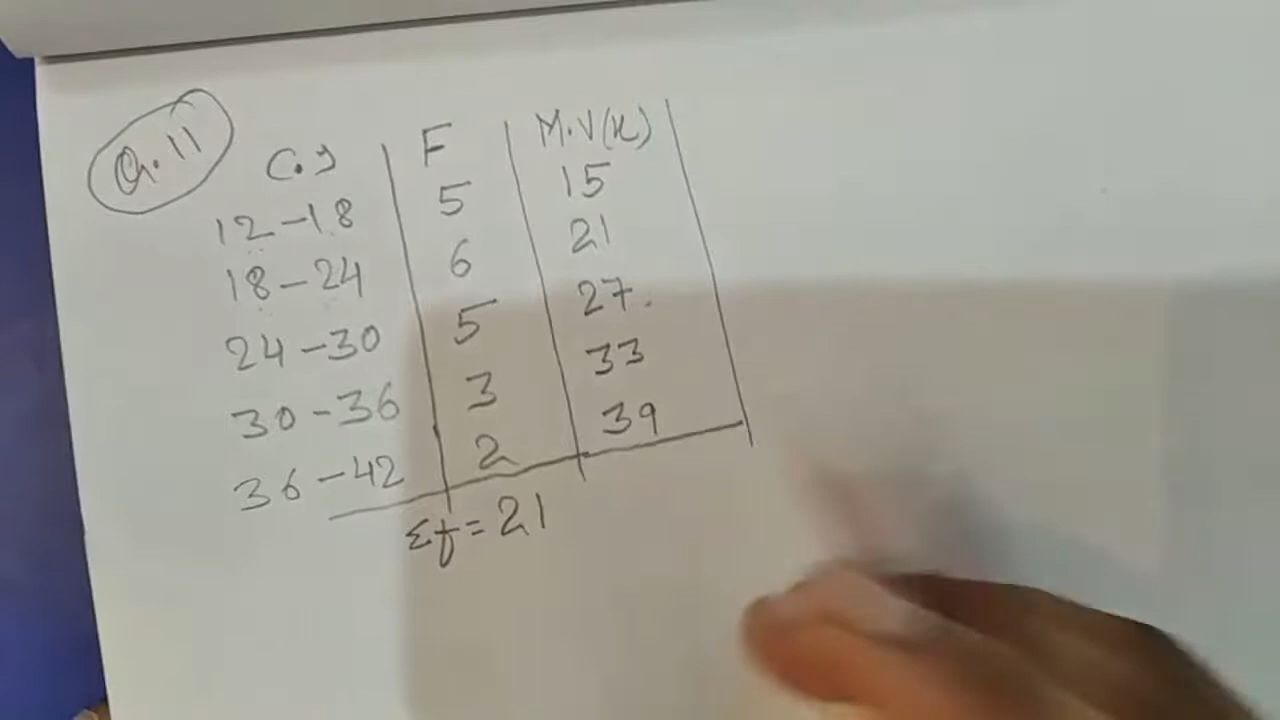 Q.11
C.I F M.V(x)
12-18 5 15
18-24 6 21
24-30 5 27.
30-36 3 33
36-42 2 39
Σf=21